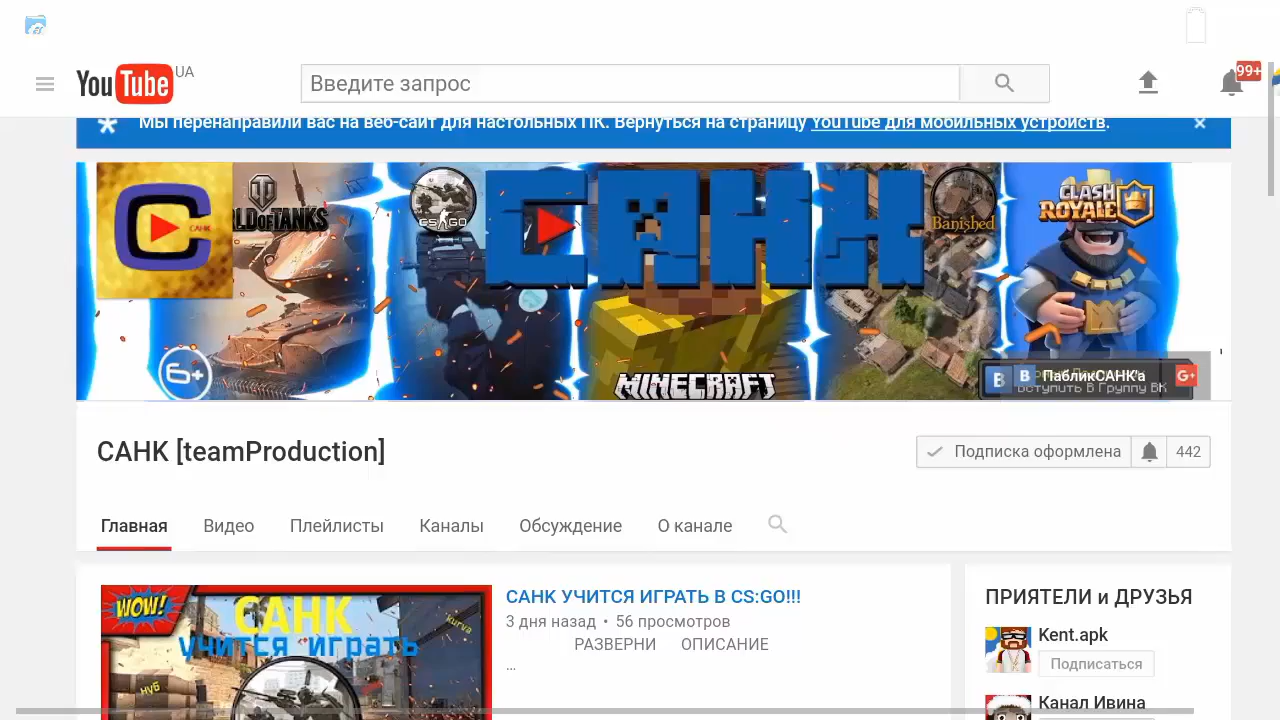 YouTube UA
Введите запрос
99+
Мы перенаправили вас на веб-сайт для настольных ПК. Вернуться на страницу YouTube для мобильных устройств.
САНК
LD OF TANKS
CS:GO
САНК
Banished
CLASH
ROYALE
6+
MINECRAFT
ПабликСАНК'а
Вступить В Группу ВК
G+
САНК [teamProduction]
Подписка оформлена
442
Главная
Видео
Плейлисты
Каналы
Обсуждение
О канале
WOW!
САНК
УЧИТСЯ ИГРАТЬ
kurva
нуб
САНК УЧИТСЯ ИГРАТЬ В CS:GO!!!
3 дня назад • 56 просмотров
РАЗВЕРНИ ОПИСАНИЕ
...
ПРИЯТЕЛИ и ДРУЗЬЯ
Kent.apk
Подписаться
Канал Ивина